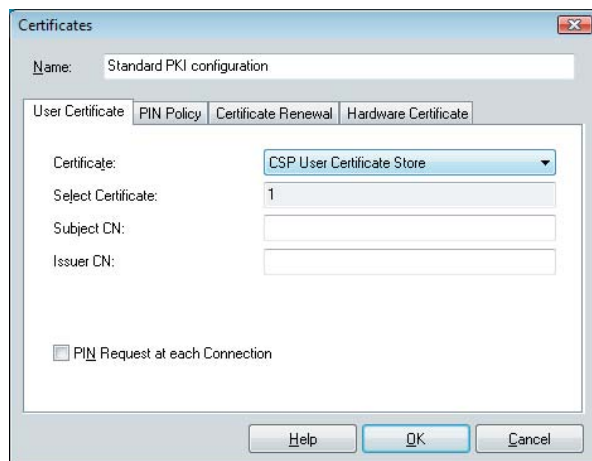 Certificates
Name: Standard PKI configuration
User Certificate PIN Policy Certificate Renewal Hardware Certificate
Certificate: CSP User Certificate Store
Select Certificate: 1
Subject CN:
Issuer CN:
PIN Request at each Connection
Help OK Cancel